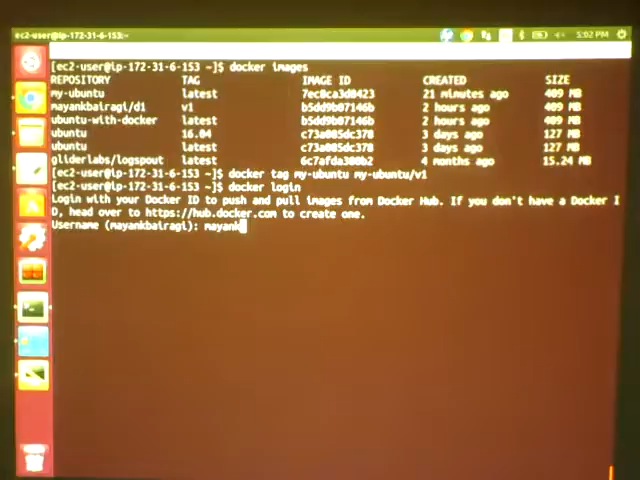 ec2-user@ip-172-31-6-153:~
5:02 PM
[ec2-user@ip-172-31-6-153 ~]$ docker images
REPOSITORY TAG IMAGE ID CREATED SIZE
my-ubuntu latest 7ec8ca3d8423 21 minutes ago 409 MB
mayankbairagi/d1 v1 b5dd9b07146b 2 hours ago 409 MB
ubuntu-with-docker latest b5dd9b07146b 2 hours ago 409 MB
ubuntu 16.04 c73a085dc378 3 days ago 127 MB
ubuntu latest c73a085dc378 3 days ago 127 MB
gliderlabs/logspout latest 6c7afda308b2 4 months ago 15.24 MB
[ec2-user@ip-172-31-6-153 ~]$ docker tag my-ubuntu my-ubuntu/v1
[ec2-user@ip-172-31-6-153 ~]$ docker login
Login with your Docker ID to push and pull images from Docker Hub. If you don't have a Docker I
D, head over to https://hub.docker.com to create one.
Username (mayankbairagi): mayank